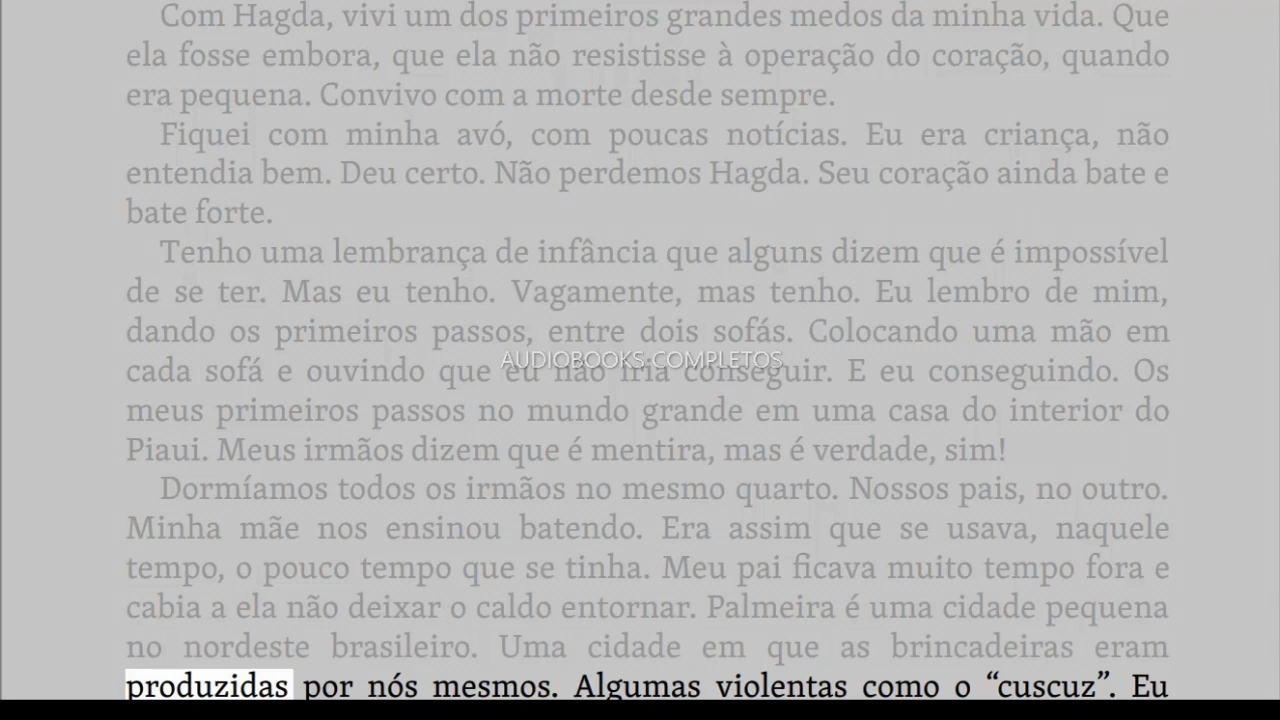 Com Hagda, vivi um dos primeiros grandes medos da minha vida. Que
ela fosse embora, que ela não resistisse à operação do coração, quando
era pequena. Convivo com a morte desde sempre.
Fiquei com minha avó, com poucas notícias. Eu era criança, não
entendia bem. Deu certo. Não perdemos Hagda. Seu coração ainda bate e
bate forte.
Tenho uma lembrança de infância que alguns dizem que é impossível
de se ter. Mas eu tenho. Vagamente, mas tenho. Eu lembro de mim,
dando os primeiros passos, entre dois sofás. Colocando uma mão em
AUDIOBOOKS COMPLETOS
cada sofá e ouvindo que eu não iria conseguir. E eu conseguindo. Os
meus primeiros passos no mundo grande em uma casa do interior do
Piaui. Meus irmãos dizem que é mentira, mas é verdade, sim!
Dormíamos todos os irmãos no mesmo quarto. Nossos pais, no outro.
Minha mãe nos ensinou batendo. Era assim que se usava, naquele
tempo, o pouco tempo que se tinha. Meu pai ficava muito tempo fora e
cabia a ela não deixar o caldo entornar. Palmeira é uma cidade pequena
no nordeste brasileiro. Uma cidade em que as brincadeiras eram
produzidas por nós mesmos. Algumas violentas como o “cuscuz”. Eu